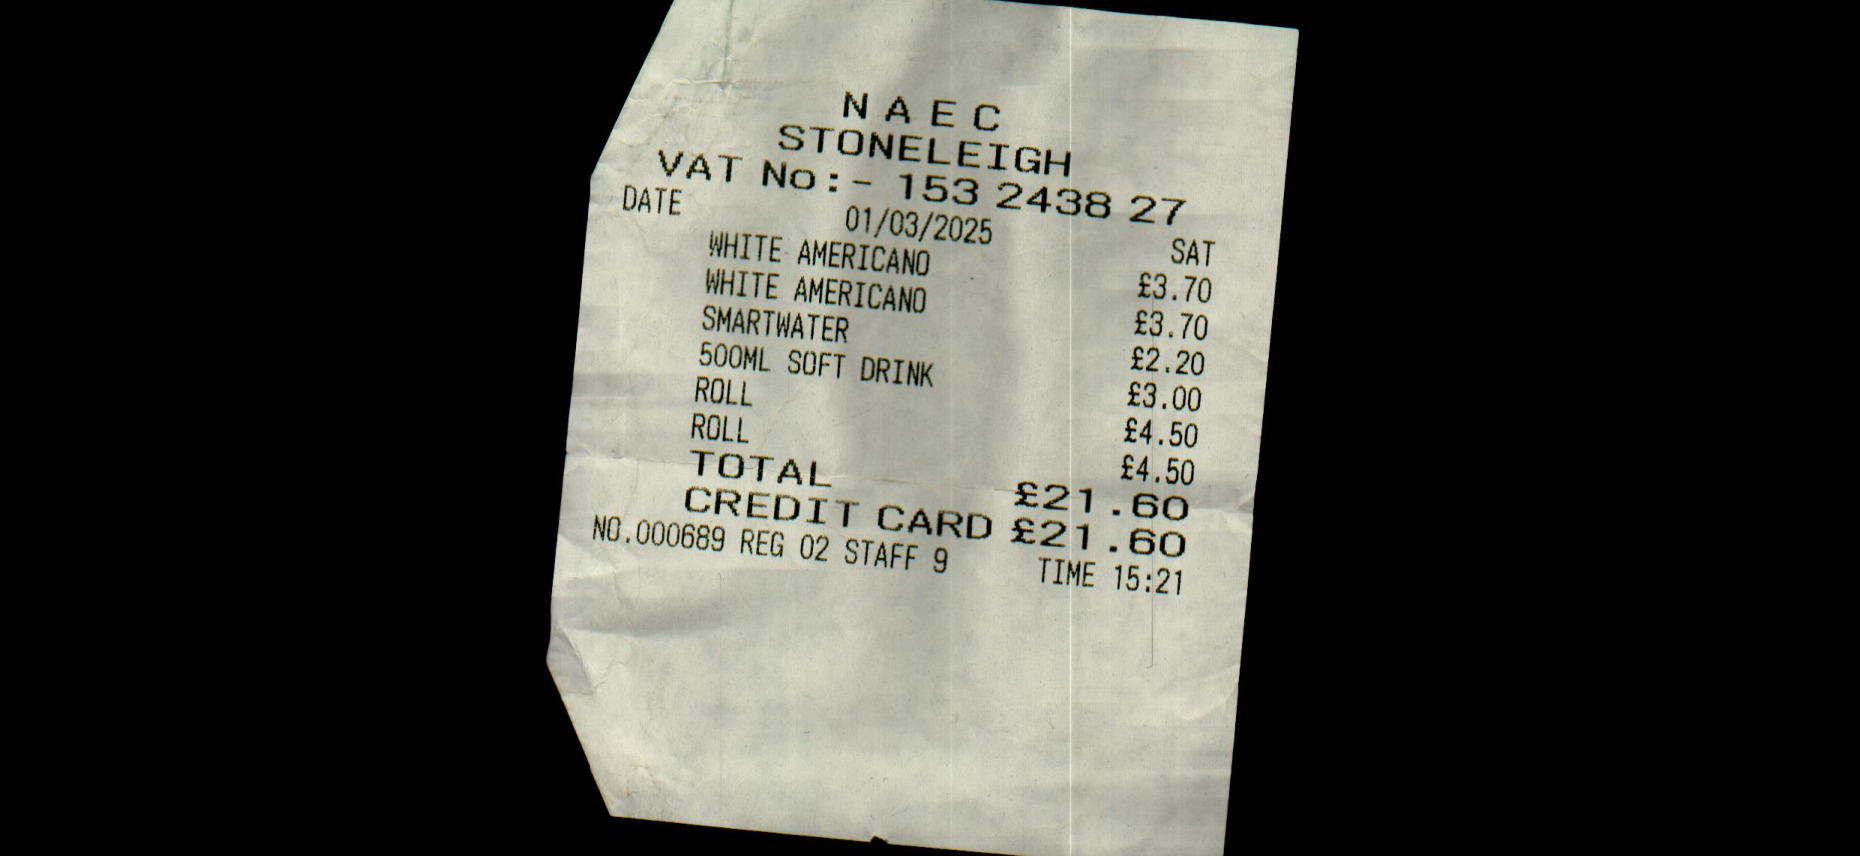 N A E C
STONELEIGH
VAT No:- 153 2438 27
DATE 01/03/2025 SAT
WHITE AMERICANO £3.70
WHITE AMERICANO £3.70
SMARTWATER £2.20
500ML SOFT DRINK £3.00
ROLL £4.50
ROLL £4.50
TOTAL £21.60
CREDIT CARD £21.60
NO.000689 REG 02 STAFF 9 TIME 15:21